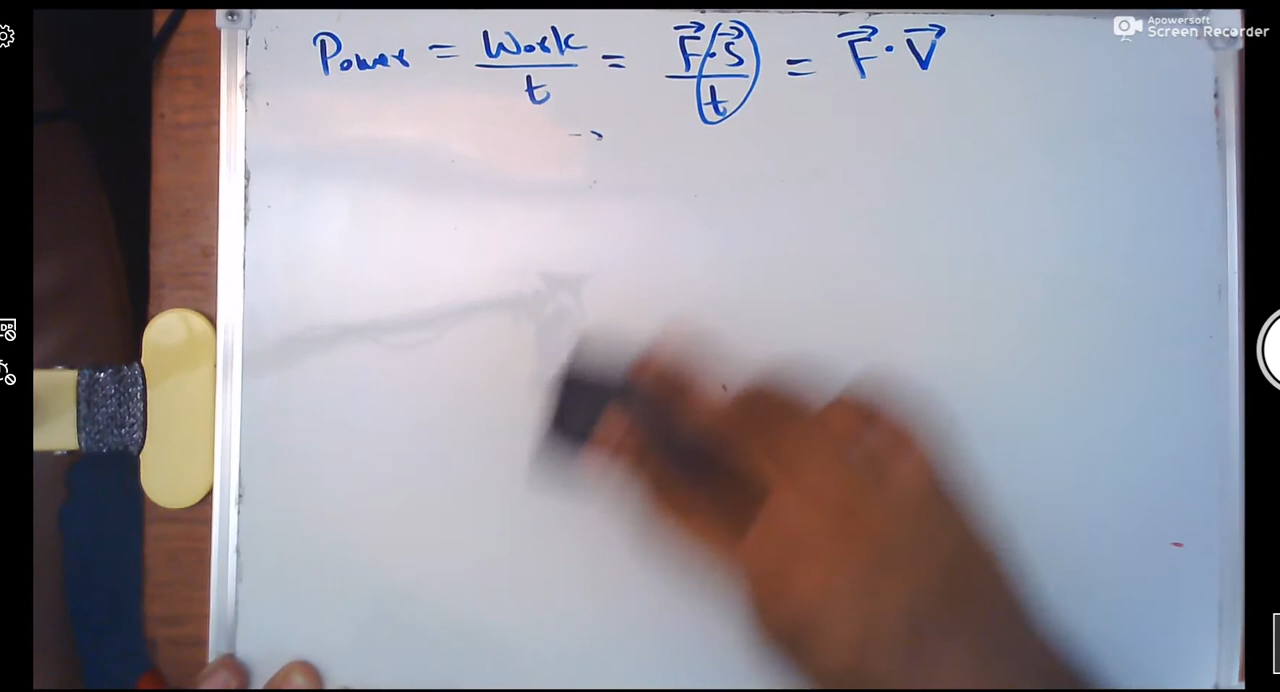 Power = Work/t = F⃗·S⃗/t = F⃗·V⃗
Apowersoft
Screen Recorder